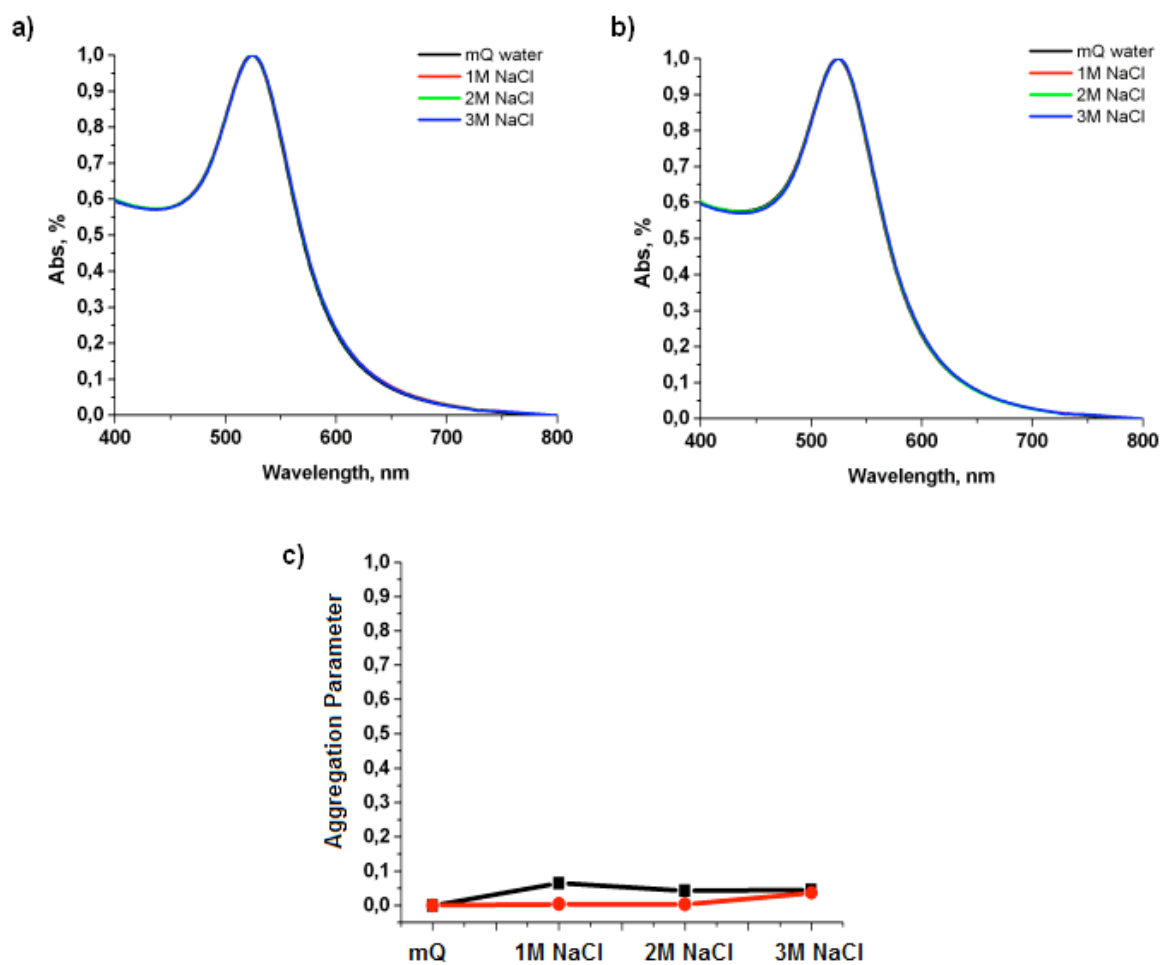 a)
mQ water
1M NaCl
2M NaCl
3M NaCl
1,0
0,9
0,8
0,7
0,6
0,5
0,4
0,3
0,2
0,1
0,0
Abs, %
400 500 600 700 800
Wavelength, nm
b)
mQ water
1M NaCl
2M NaCl
3M NaCl
1,0
0,9
0,8
0,7
0,6
0,5
0,4
0,3
0,2
0,1
0,0
Abs, %
400 500 600 700 800
Wavelength, nm
c)
1,0
0,9
0,8
0,7
0,6
0,5
0,4
0,3
0,2
0,1
0,0
Aggregation Parameter
mQ 1M NaCl 2M NaCl 3M NaCl